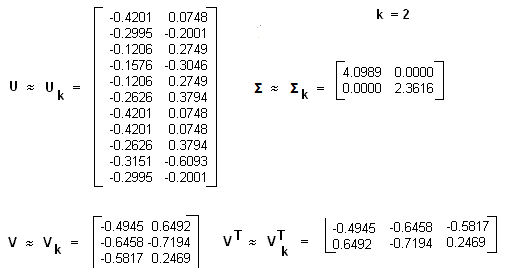 k = 2
U ≈ U k =
-0.4201 0.0748
-0.2995 -0.2001
-0.1206 0.2749
-0.1576 -0.3046
-0.1206 0.2749
-0.2626 0.3794
-0.4201 0.0748
-0.4201 0.0748
-0.2626 0.3794
-0.3151 -0.6093
-0.2995 -0.2001
Σ ≈ Σ k =
4.0989 0.0000
0.0000 2.3616
V ≈ V k =
-0.4945 0.6492
-0.6458 -0.7194
-0.5817 0.2469
V T ≈ V T k =
-0.4945 -0.6458 -0.5817
0.6492 -0.7194 0.2469